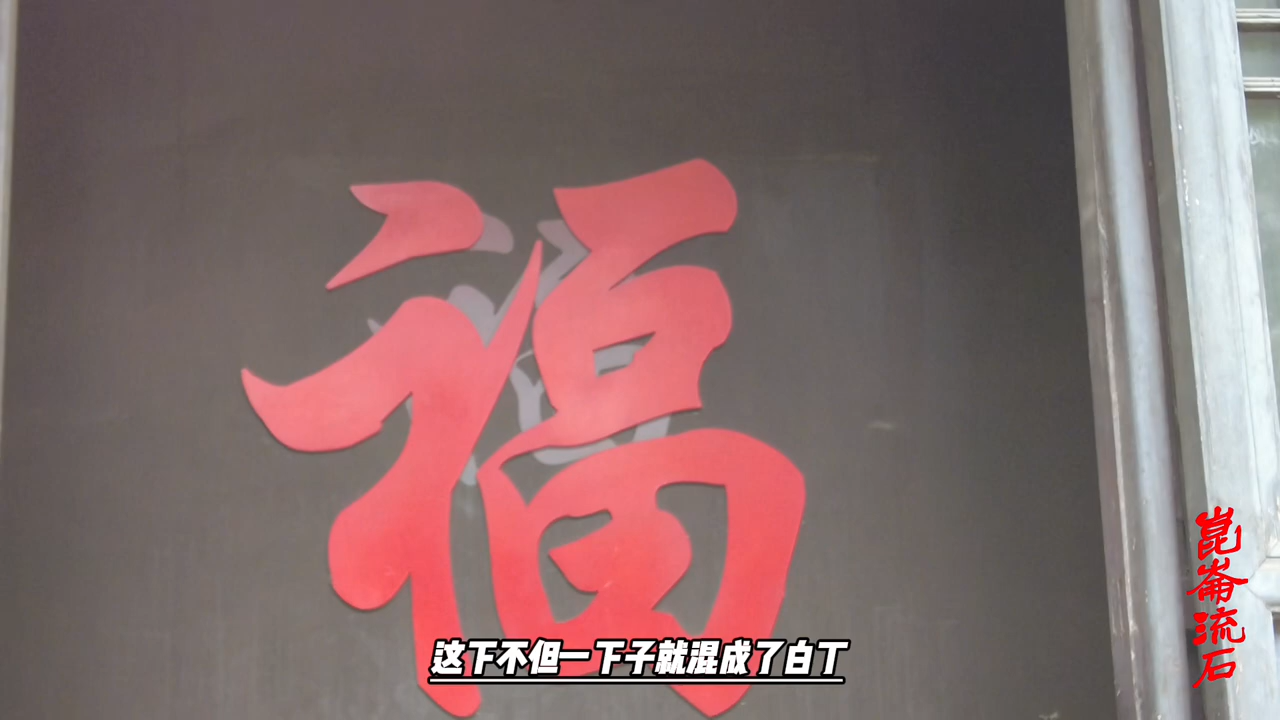 福
这下不但一下子就混成了白丁
崑崙流石